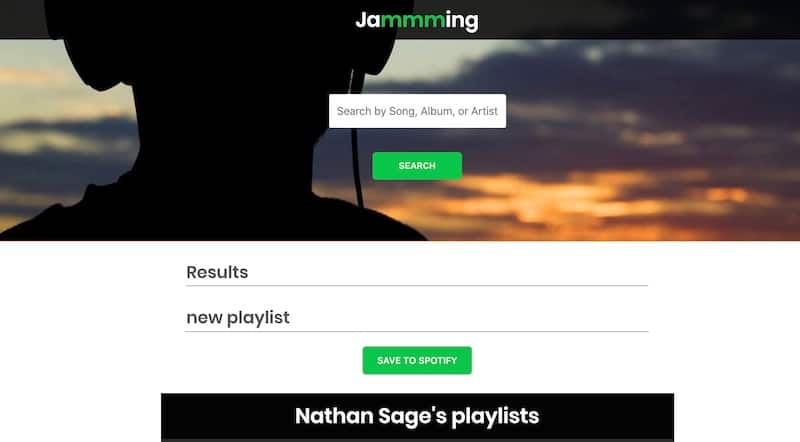 Jammming
Search by Song, Album, or Artist
SEARCH
Results
new playlist
SAVE TO SPOTIFY
Nathan Sage's playlists